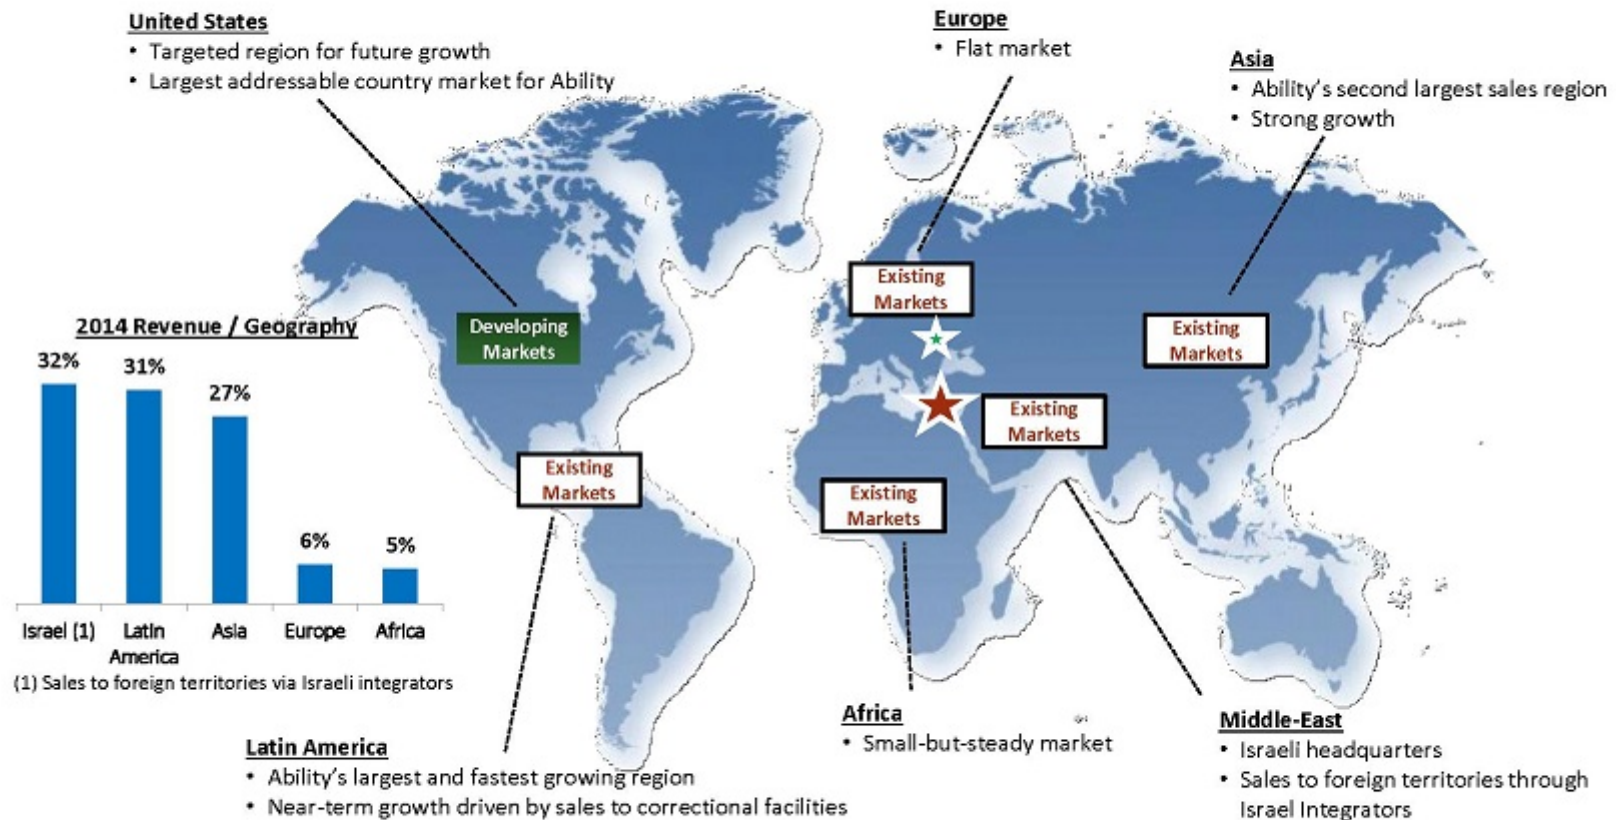 United States
• Targeted region for future growth
• Largest addressable country market for Ability
Europe
• Flat market
Asia
• Ability's second largest sales region
• Strong growth
Existing
Markets
Developing
Markets
Existing
Markets
Existing
Markets
Existing
Markets
Existing
Markets
2014 Revenue / Geography
32%
31%
27%
6%
5%
Israel (1)
Latin
America
Asia
Europe
Africa
(1) Sales to foreign territories via Israeli integrators
Latin America
• Ability's largest and fastest growing region
• Near-term growth driven by sales to correctional facilities
Africa
• Small-but-steady market
Middle-East
• Israeli headquarters
• Sales to foreign territories through
Israel Integrators